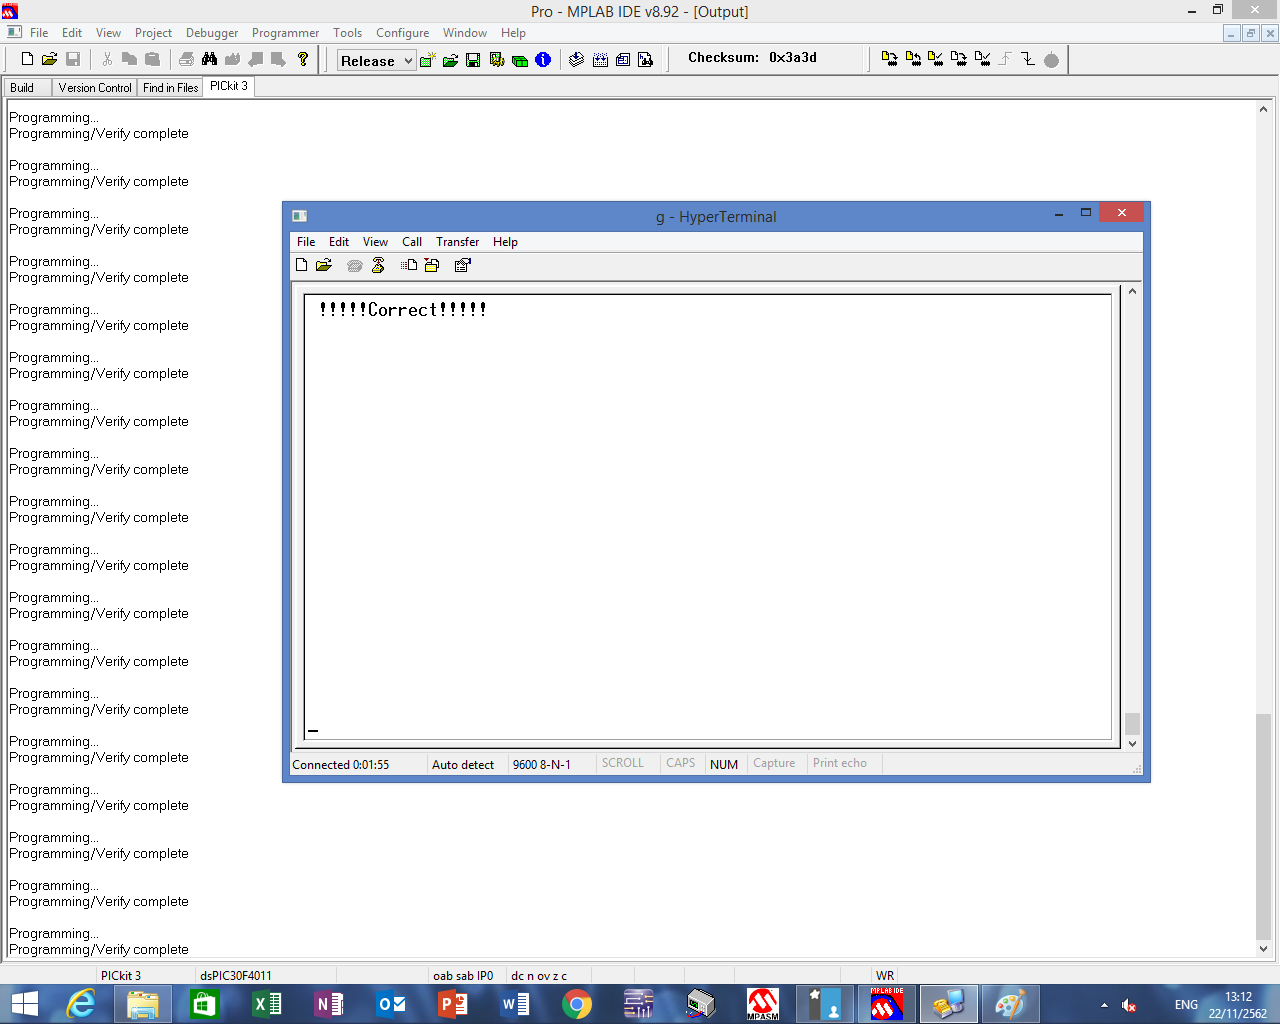 Pro - MPLAB IDE v8.92 - [Output]
File Edit View Project Debugger Programmer Tools Configure Window Help
Release Checksum: 0x3a3d
Build Version Control Find in Files PICkit 3
Programming...
Programming/Verify complete
Programming...
Programming/Verify complete
Programming...
Programming/Verify complete
Programming...
Programming/Verify complete
Programming...
Programming/Verify complete
Programming...
Programming/Verify complete
Programming...
Programming/Verify complete
Programming...
Programming/Verify complete
Programming...
Programming/Verify complete
Programming...
Programming/Verify complete
Programming...
Programming/Verify complete
Programming...
Programming/Verify complete
Programming...
Programming/Verify complete
Programming...
Programming/Verify complete
Programming...
Programming/Verify complete
Programming...
Programming/Verify complete
Programming...
Programming/Verify complete
Programming...
Programming/Verify complete
g - HyperTerminal
File Edit View Call Transfer Help
!!!!!Correct!!!!!
_
Connected 0:01:55 Auto detect 9600 8-N-1 SCROLL CAPS NUM Capture Print echo
PICkit 3 dsPIC30F4011 oab sab IP0 dc n ov z c WR
MPASM
MPLAB IDE
ENG 13:12
22/11/2562